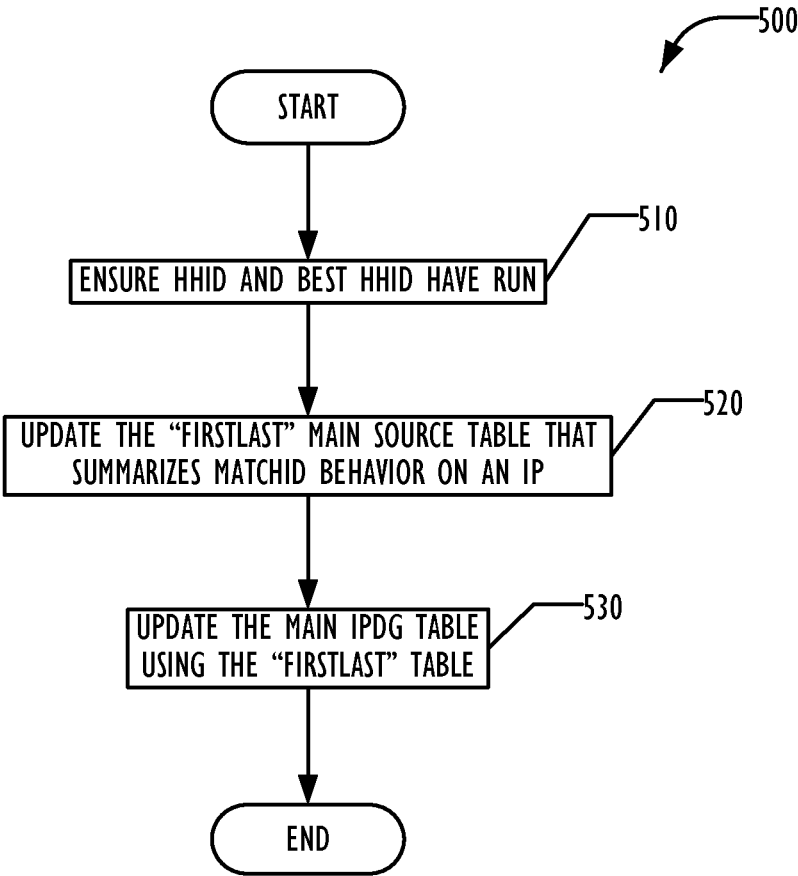 500
START
510
ENSURE HHID AND BEST HHID HAVE RUN
520
UPDATE THE “FIRSTLAST” MAIN SOURCE TABLE THAT
SUMMARIZES MATCHID BEHAVIOR ON AN IP
530
UPDATE THE MAIN IPDG TABLE
USING THE “FIRSTLAST” TABLE
END